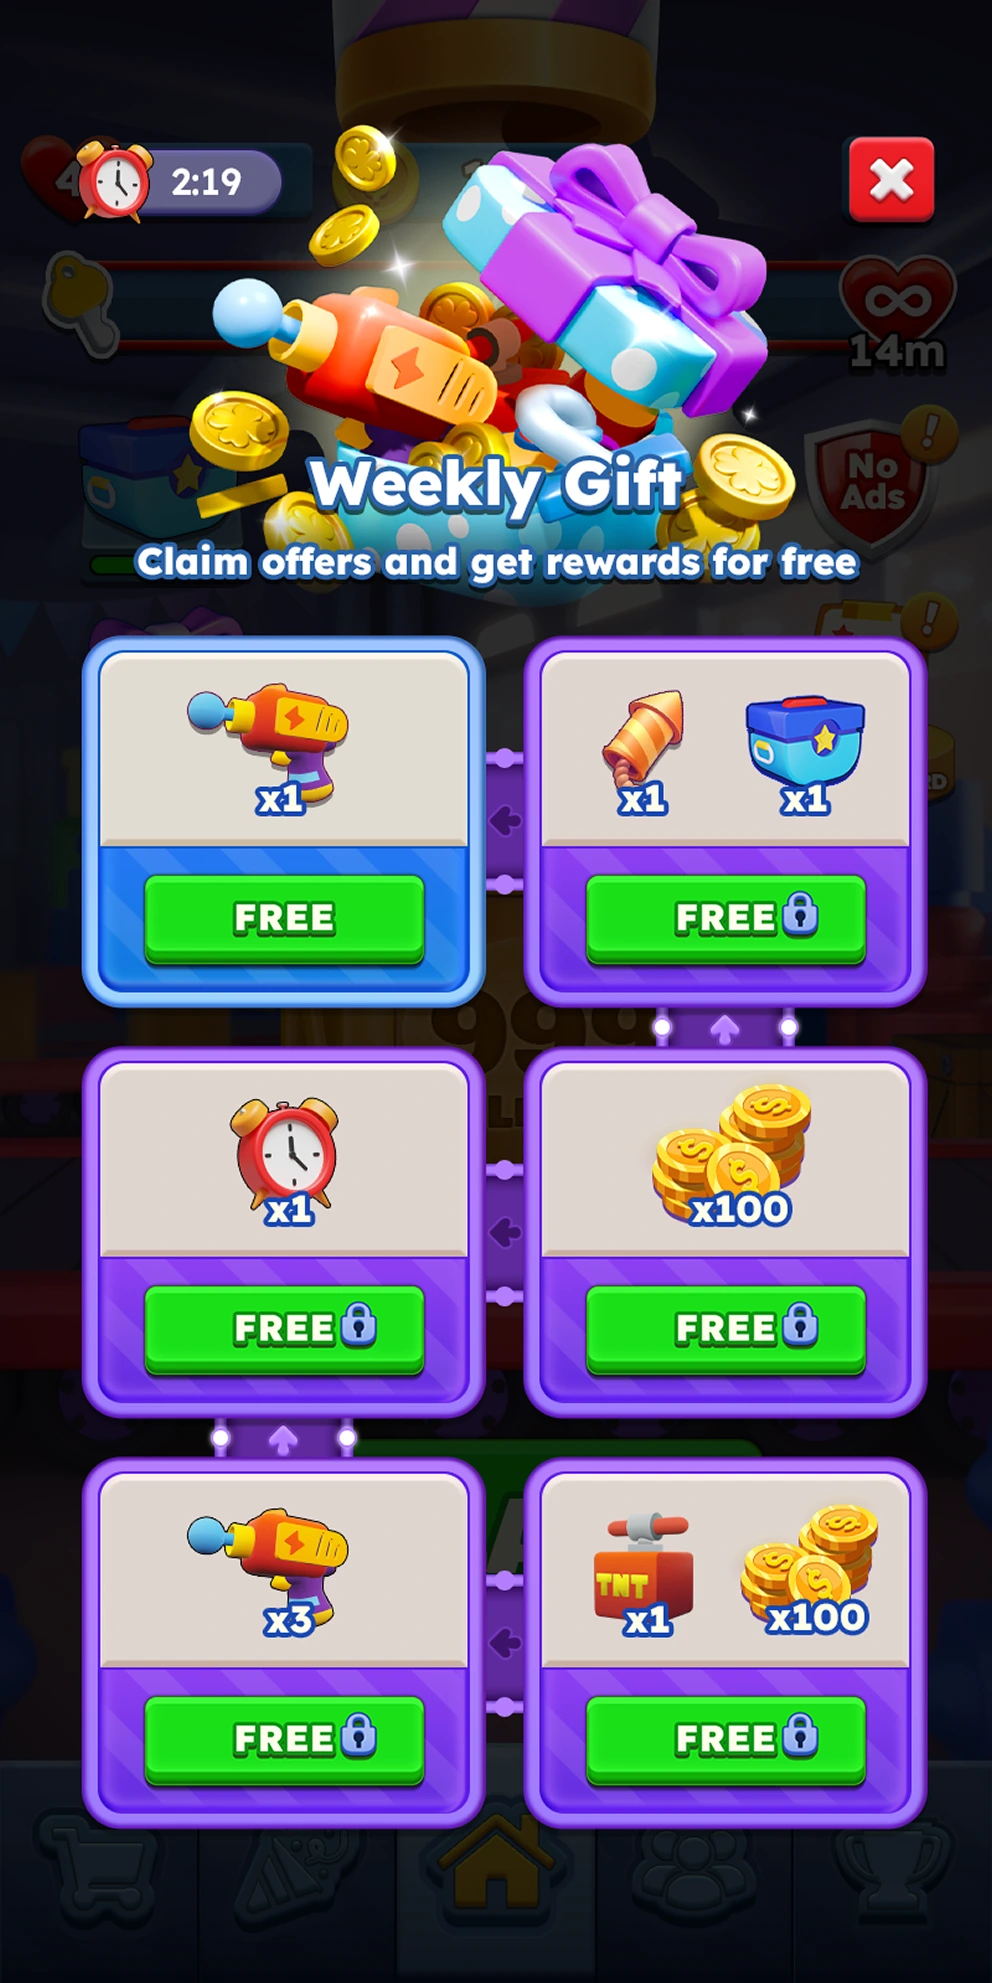 2:19
14m
No
Ads
Weekly Gift
Claim offers and get rewards for free
x1
x1
x1
FREE
FREE
999
x1
x100
FREE
FREE
x3
TNT
x1
x100
FREE
FREE